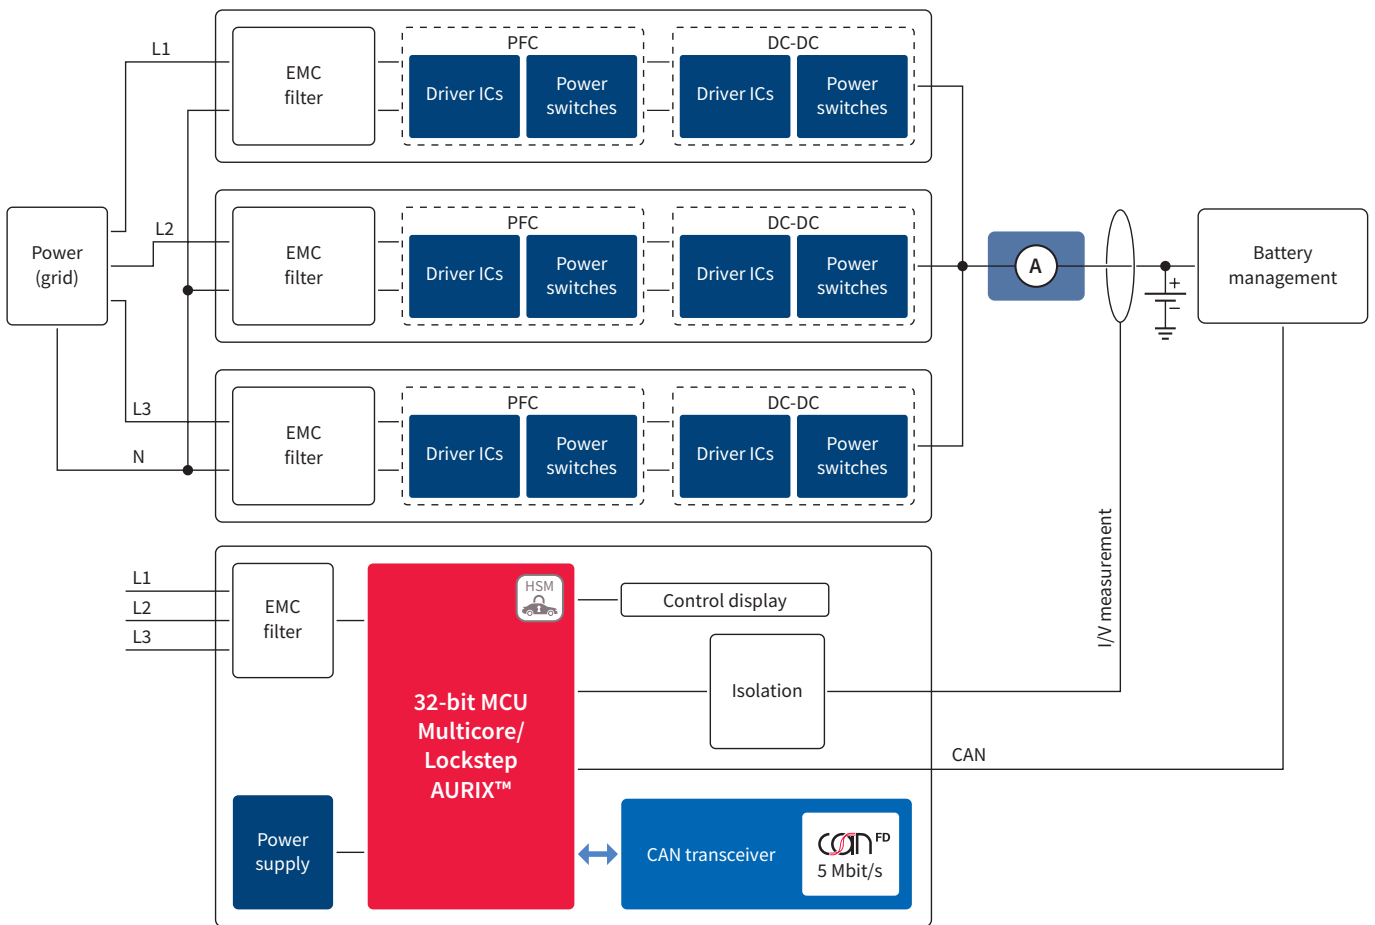 L1
EMC
filter
PFC
Driver ICs
Power
switches
DC-DC
Driver ICs
Power
switches
Power
(grid)
L2
EMC
filter
PFC
Driver ICs
Power
switches
DC-DC
Driver ICs
Power
switches
A
+
−
Battery
management
L3
N
EMC
filter
PFC
Driver ICs
Power
switches
DC-DC
Driver ICs
Power
switches
I/V measurement
L1
L2
L3
EMC
filter
HSM
32-bit MCU
Multicore/
Lockstep
AURIX™
Control display
Isolation
CAN
Power
supply
CAN transceiver
CAN FD
5 Mbit/s